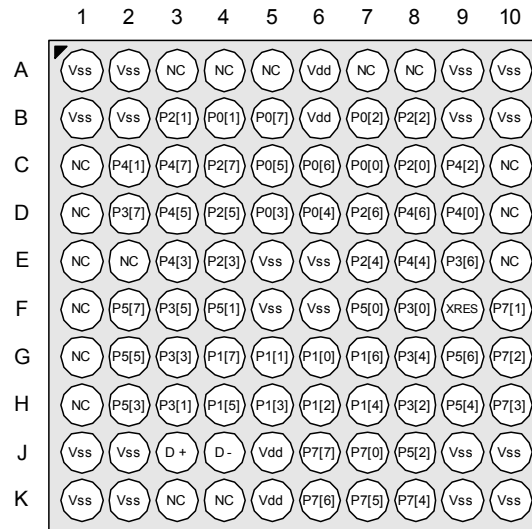 1 2 3 4 5 6 7 8 9 10
A Vss Vss NC NC NC Vdd NC NC Vss Vss
B Vss Vss P2[1] P0[1] P0[7] Vdd P0[2] P2[2] Vss Vss
C NC P4[1] P4[7] P2[7] P0[5] P0[6] P0[0] P2[0] P4[2] NC
D NC P3[7] P4[5] P2[5] P0[3] P0[4] P2[6] P4[6] P4[0] NC
E NC NC P4[3] P2[3] Vss Vss P2[4] P4[4] P3[6] NC
F NC P5[7] P3[5] P5[1] Vss Vss P5[0] P3[0] XRES P7[1]
G NC P5[5] P3[3] P1[7] P1[1] P1[0] P1[6] P3[4] P5[6] P7[2]
H NC P5[3] P3[1] P1[5] P1[3] P1[2] P1[4] P3[2] P5[4] P7[3]
J Vss Vss D + D - Vdd P7[7] P7[0] P5[2] Vss Vss
K Vss Vss NC NC Vdd P7[6] P7[5] P7[4] Vss Vss